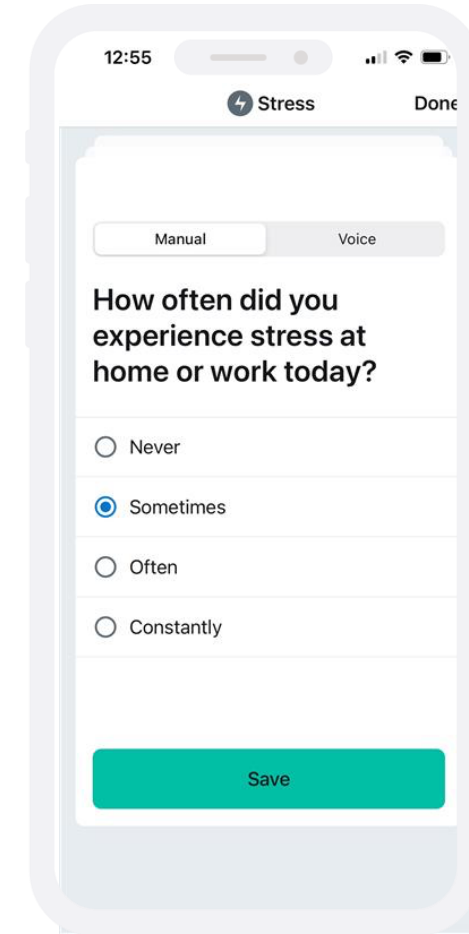 12:55
Stress
Done
Manual
Voice
How often did you
experience stress at
home or work today?
Never
Sometimes
Often
Constantly
Save